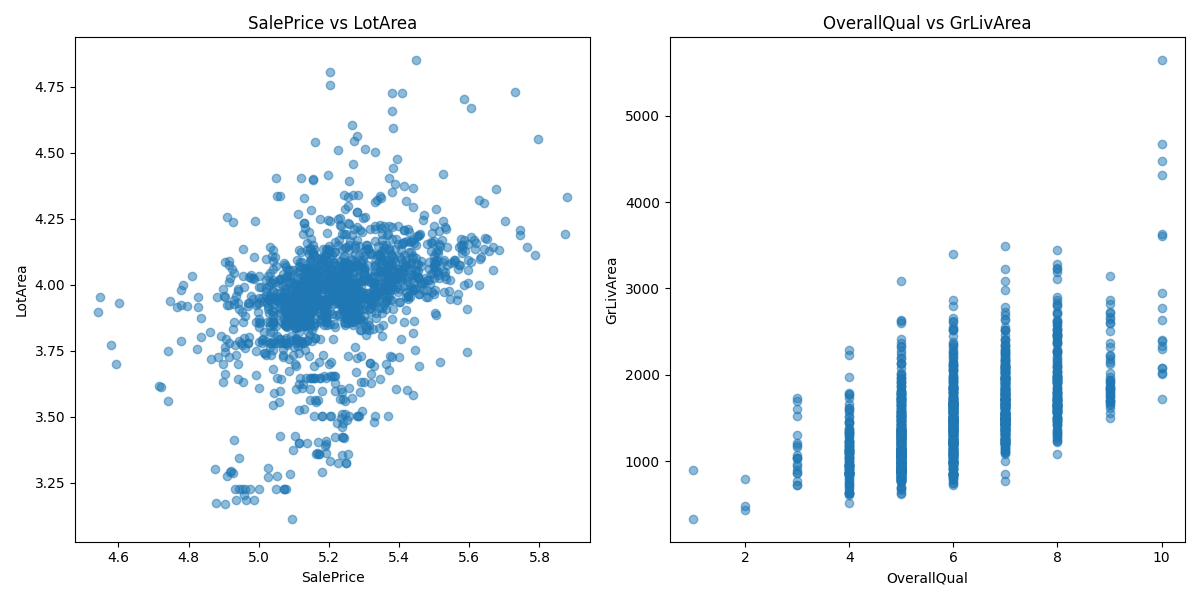 SalePrice vs LotArea
4.75
4.50
4.25
4.00
3.75
3.50
3.25
LotArea
4.6 4.8 5.0 5.2 5.4 5.6 5.8
SalePrice
OverallQual vs GrLivArea
5000
4000
3000
2000
1000
GrLivArea
2 4 6 8 10
OverallQual